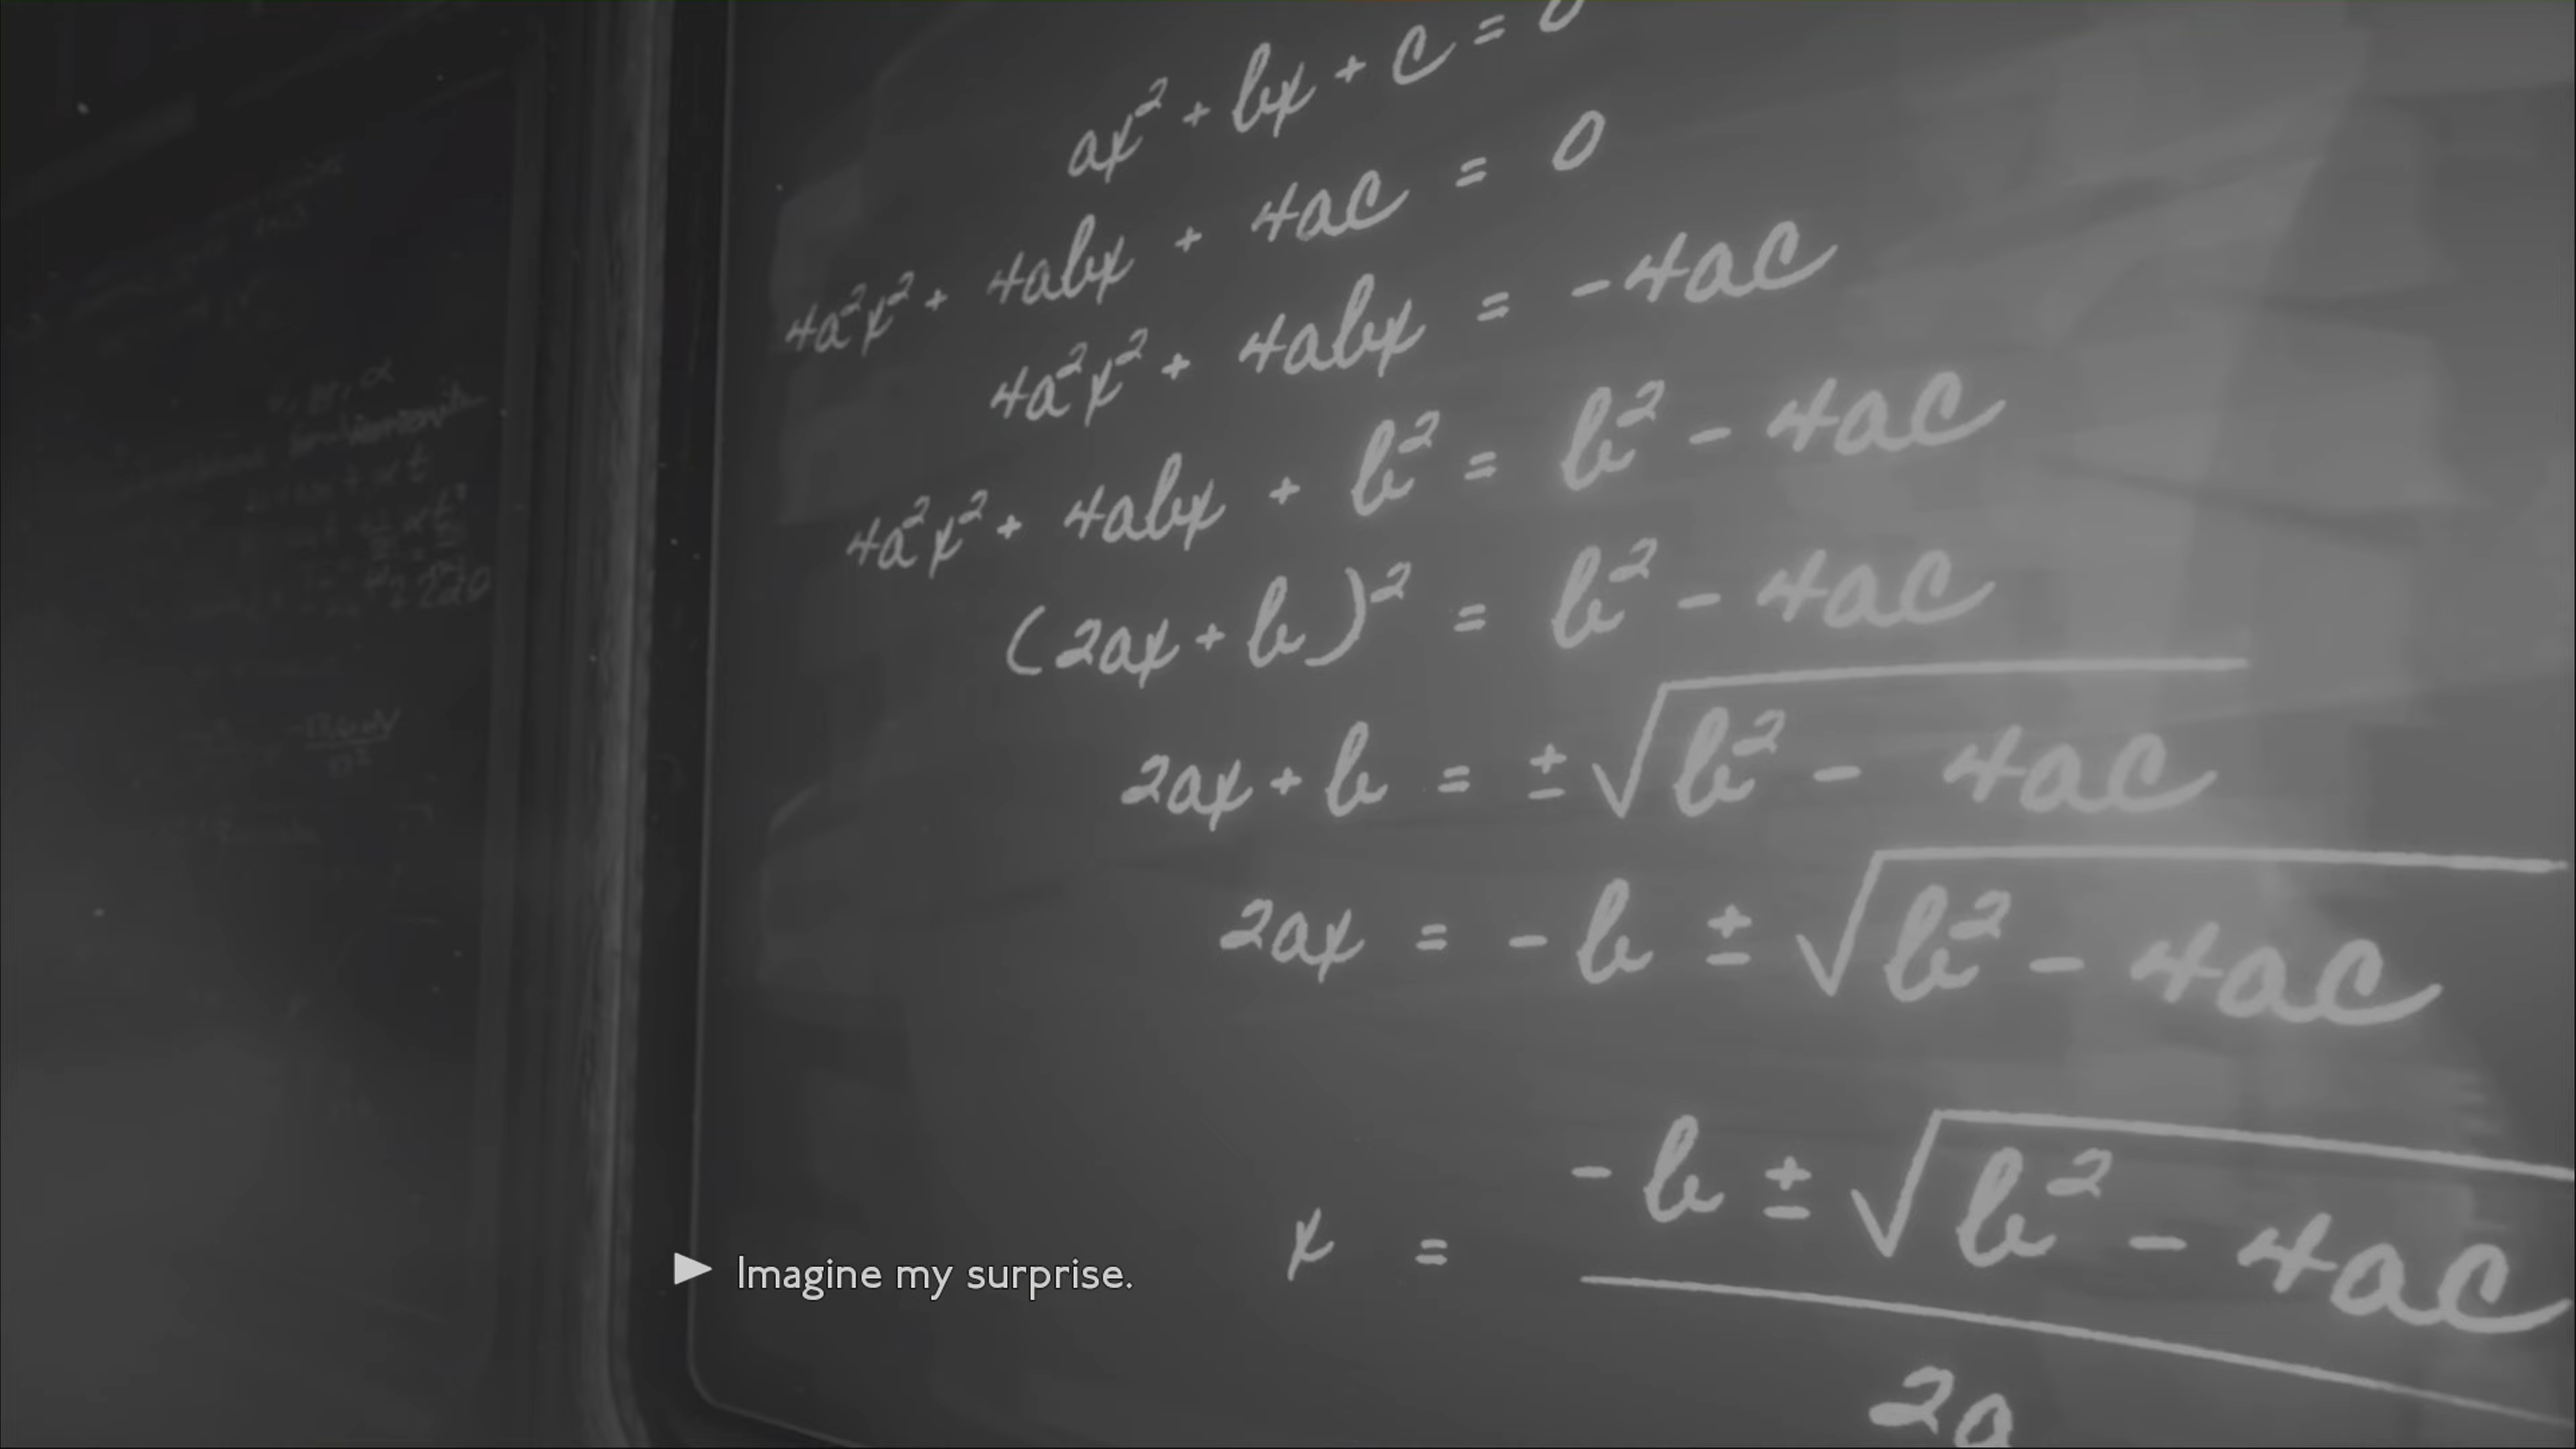 ax² + bx + c = 0
4a²x² + 4abx + 4ac = 0
4a²x² + 4abx = -4ac
4a²x² + 4abx + b² = b² - 4ac
(2ax + b)² = b² - 4ac
2ax + b = ±√(b² - 4ac)
2ax = -b ± √(b² - 4ac)
x = (-b ± √(b² - 4ac)) / 2a
Imagine my surprise.